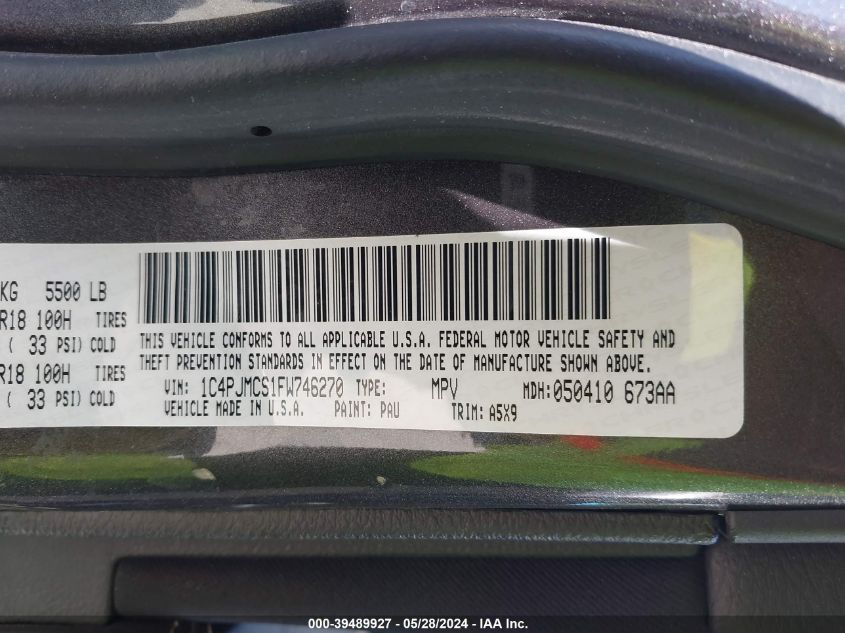 KG 5500 LB
R18 100H TIRES
( 33 PSI) COLD
R18 100H TIRES
( 33 PSI) COLD
THIS VEHICLE CONFORMS TO ALL APPLICABLE U.S.A. FEDERAL MOTOR VEHICLE SAFETY AND
THEFT PREVENTION STANDARDS IN EFFECT ON THE DATE OF MANUFACTURE SHOWN ABOVE.
VIN: 1C4PJMCS1FW746270 TYPE: MPV MDH:050410 673AA
VEHICLE MADE IN U.S.A. PAINT: PAU TRIM: A5X9
000-39489927 - 05/28/2024 - IAA Inc.